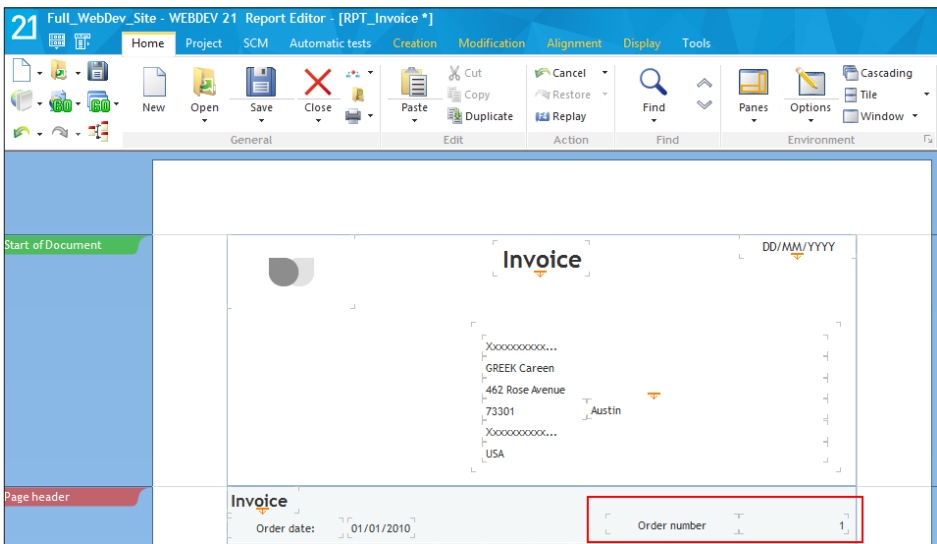 21 Full_WebDev_Site - WEBDEV 21 Report Editor - [RPT_Invoice *]
Home Project SCM Automatic tests Creation Modification Alignment Display Tools
Cut Cancel Cascading
Copy Restore Tile
New Open Save Close Paste Duplicate Replay Find Panes Options Window
GO GO
General Edit Action Find Environment
Start of Document
Invoice DD/MM/YYYY
Xxxxxxxxxx...
GREEK Careen
462 Rose Avenue
73301 Austin
Xxxxxxxxxx...
USA
Page header
Invoice
Order date: 01/01/2010 Order number 1